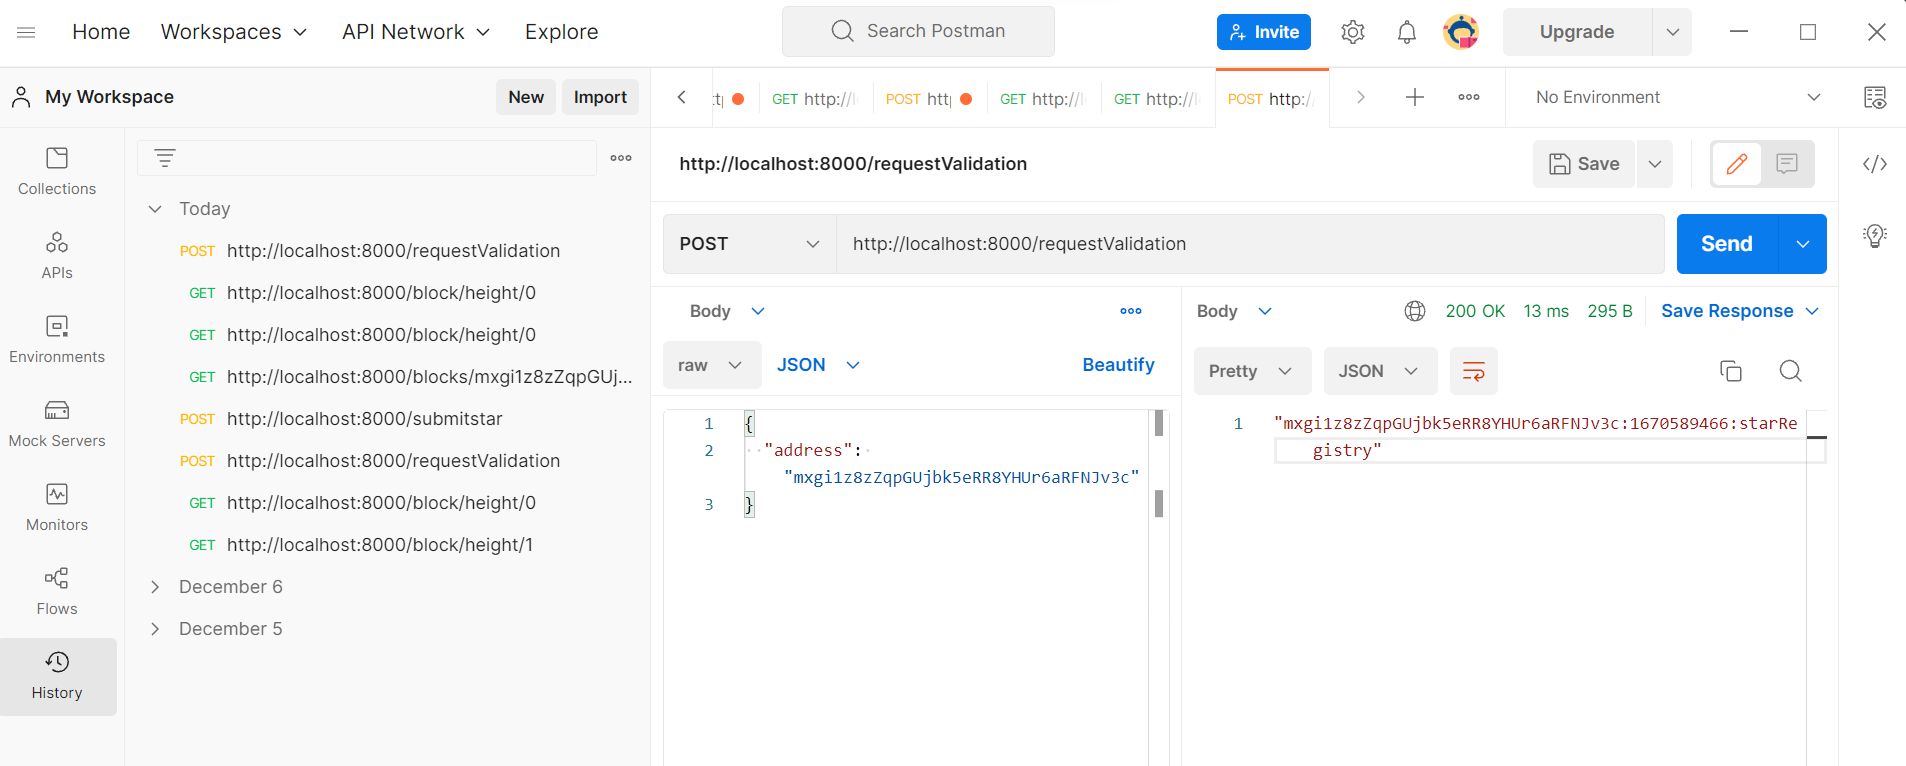 Home Workspaces API Network Explore Search Postman Invite Upgrade
My Workspace New Import
GET http://l POST htt GET http://l GET http://l POST http:/ No Environment
Collections
APIs
Environments
Mock Servers
Monitors
Flows
History
Today
POST http://localhost:8000/requestValidation
GET http://localhost:8000/block/height/0
GET http://localhost:8000/block/height/0
GET http://localhost:8000/blocks/mxgi1z8zZqpGUj...
POST http://localhost:8000/submitstar
POST http://localhost:8000/requestValidation
GET http://localhost:8000/block/height/0
GET http://localhost:8000/block/height/1
December 6
December 5
http://localhost:8000/requestValidation Save
POST http://localhost:8000/requestValidation Send
Body
raw JSON Beautify
1 {
2 "address":
"mxgi1z8zZqpGUjbk5eRR8YHUr6aRFNJv3c"
3 }
Body 200 OK 13 ms 295 B Save Response
Pretty JSON
1 "mxgi1z8zZqpGUjbk5eRR8YHUr6aRFNJv3c:1670589466:starRe
gistry"